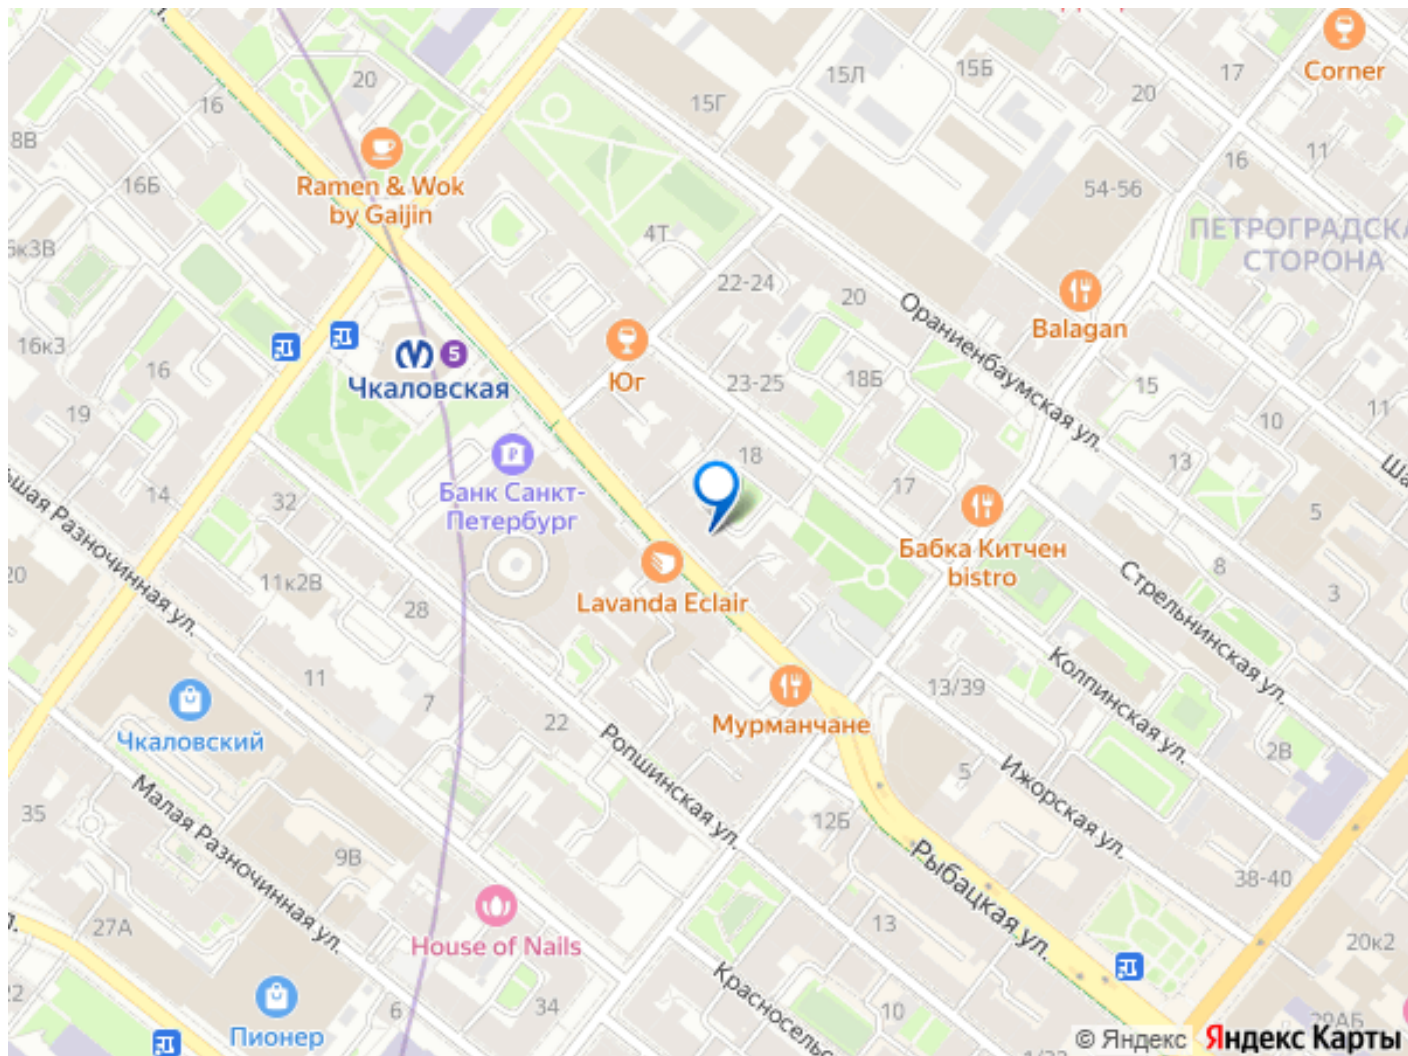 15Л
15Б
17
Corner
20
20
16
15Г
8В
11
16
16Б
Ramen & Wok
by Gaijin
54-56
4Т
ПЕТРОГРАДСКА
СТОРОНА
6к3В
22-24
20
Ораниенбаумская ул.
Balagan
16к3
5
16
Чкаловская
Юг
23-25
18Б
15
19
10
11
18
13
Банк Санкт-
Петербург
14
32
17
5
Бабка Китчен
bistro
20
11к2В
28
Lavanda Eclair
8
3
Стрельнинская ул.
11
7
13/39
Колпинская ул.
Чкаловский
22
Мурманчане
2В
Ропшинская ул.
5
Ижорская ул.
35
Малая Разночинная ул.
12Б
9В
Рыбацкая ул.
38-40
27А
13
House of Nails
20к2
Красносельс
6
34
10
Пионер
29АБ
© Яндекс Яндекс Карты